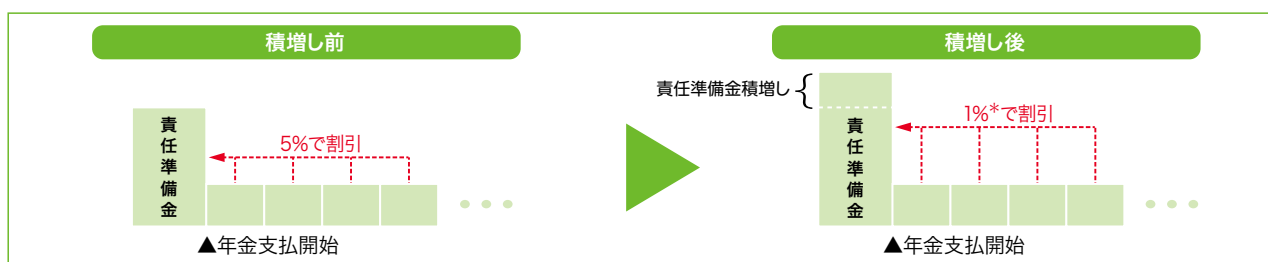 積増し前
責任準備金
5%で割引
▲年金支払開始
積増し後
責任準備金積増し
責任準備金
1%*で割引
▲年金支払開始